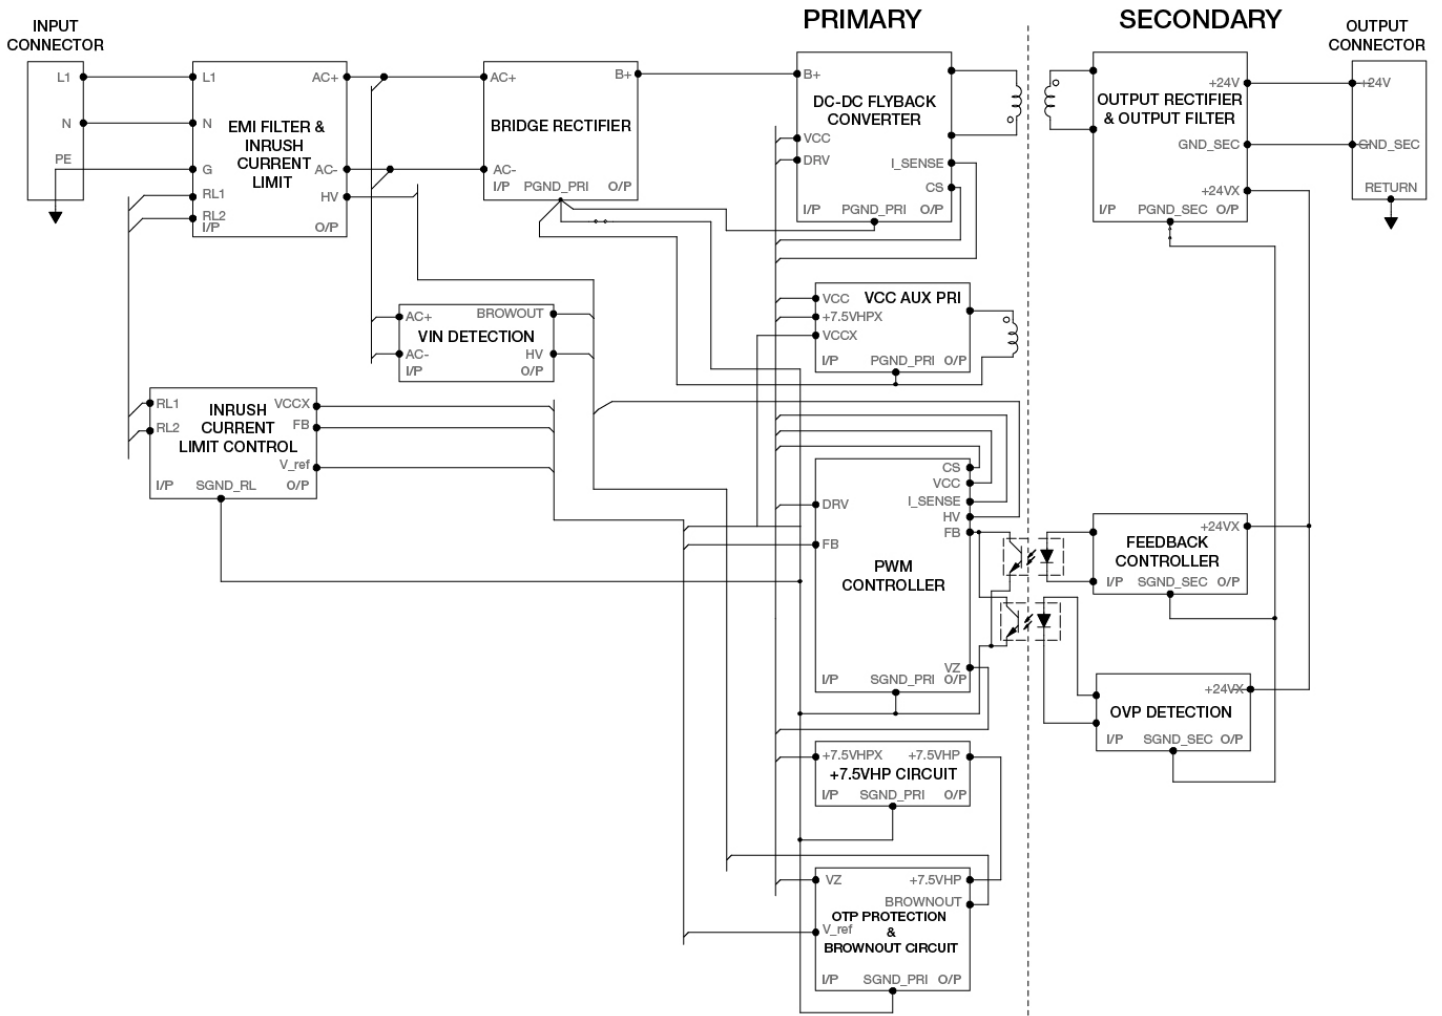 PRIMARY
SECONDARY
INPUT
CONNECTOR
L1
N
PE
L1
N
G
RL1
RL2
I/P
EMI FILTER &
INRUSH
CURRENT
LIMIT
AC+
AC-
HV
O/P
AC+
AC-
I/P
BRIDGE RECTIFIER
PGND_PRI
B+
O/P
B+
DC-DC FLYBACK
CONVERTER
VCC
DRV
I_SENSE
CS
I/P
PGND_PRI
O/P
OUTPUT RECTIFIER
& OUTPUT FILTER
+24V
GND_SEC
+24VX
I/P
PGND_SEC
O/P
OUTPUT
CONNECTOR
+24V
GND_SEC
RETURN
AC+
AC-
I/P
VIN DETECTION
BROWOUT
HV
O/P
VCC
+7.5VHPX
VCCX
VCC AUX PRI
I/P
PGND_PRI
O/P
RL1
RL2
INRUSH
CURRENT
LIMIT CONTROL
VCCX
FB
V_ref
I/P
SGND_RL
O/P
DRV
FB
PWM
CONTROLLER
CS
VCC
I_SENSE
HV
FB
VZ
I/P
SGND_PRI
O/P
FEEDBACK
CONTROLLER
+24VX
I/P
SGND_SEC
O/P
+24VX
OVP DETECTION
I/P
SGND_SEC
O/P
+7.5VHPX
+7.5VHP
+7.5VHP CIRCUIT
I/P
SGND_PRI
O/P
VZ
+7.5VHP
BROWNOUT
OTP PROTECTION
&
BROWNOUT CIRCUIT
V_ref
I/P
SGND_PRI
O/P